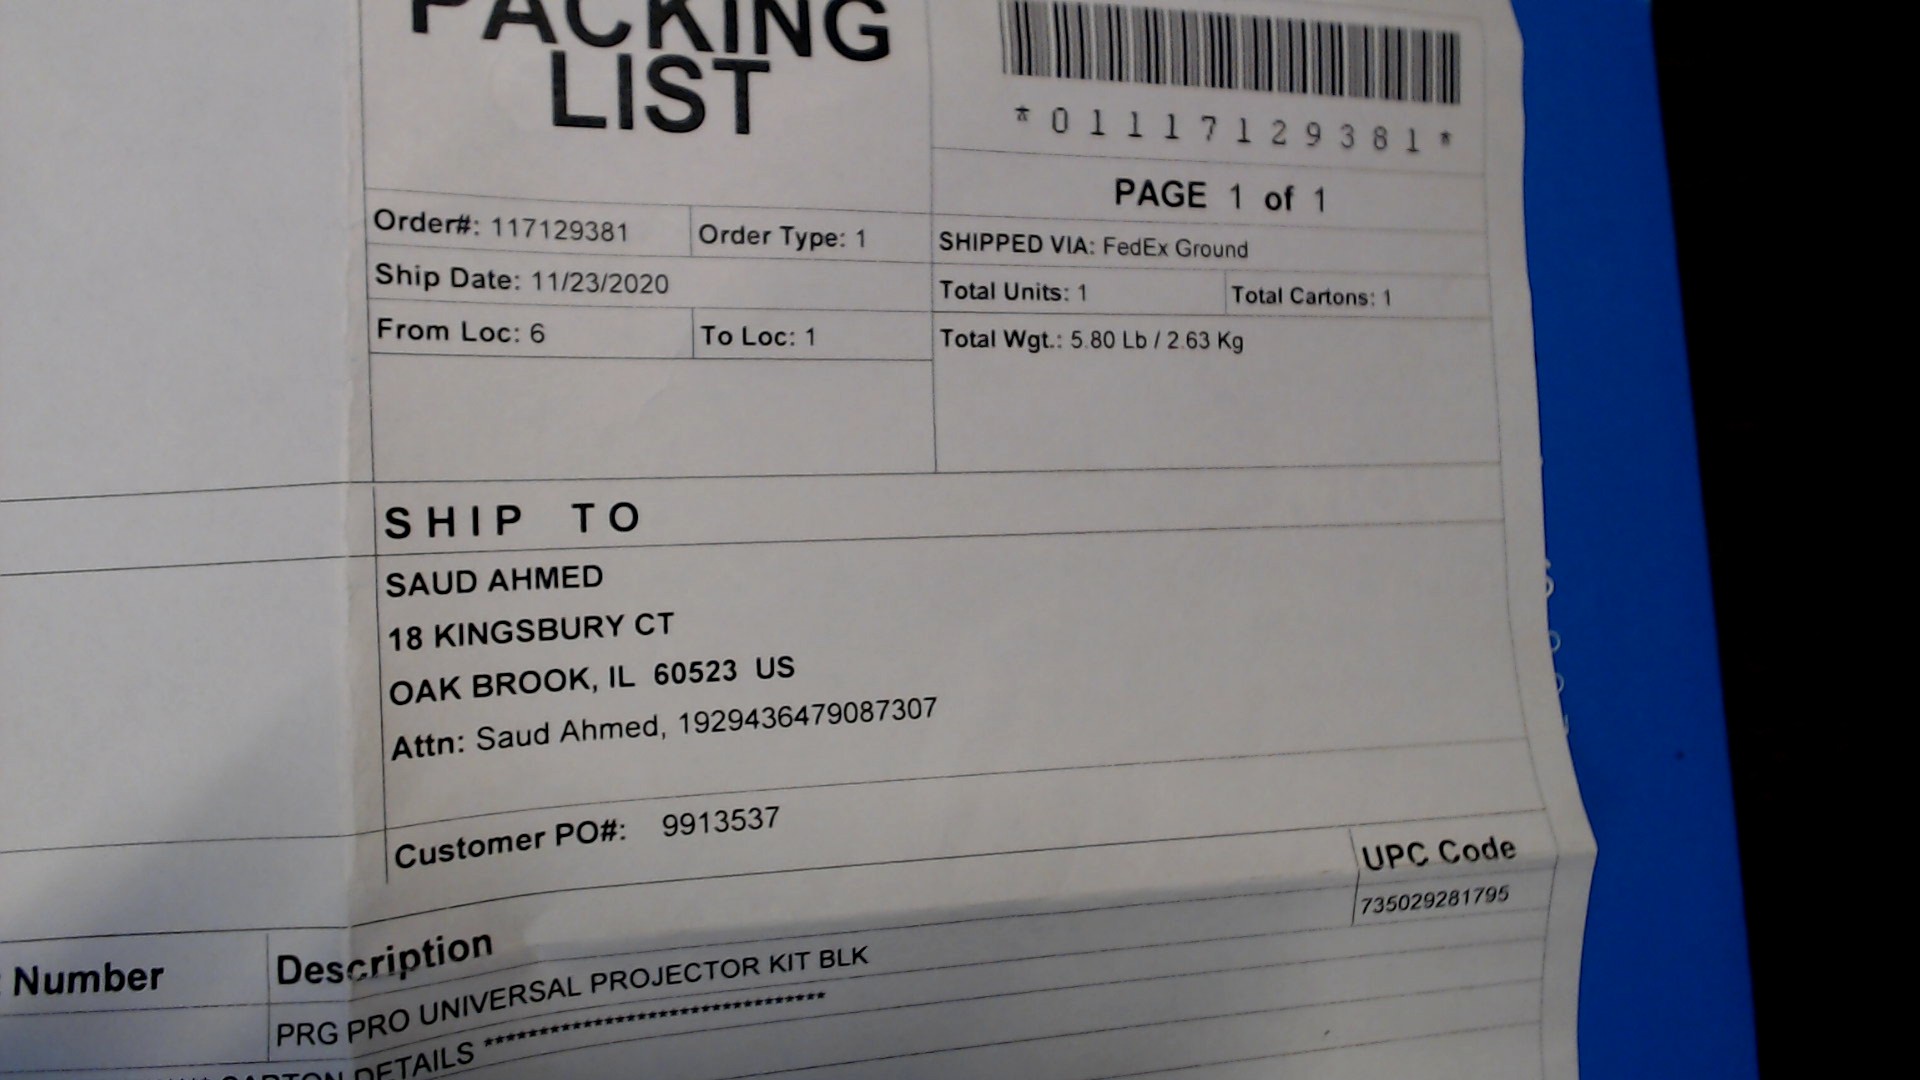 PACKING
LIST
*01117129381*
PAGE 1 of 1
Order#: 117129381
Order Type: 1
SHIPPED VIA: FedEx Ground
Ship Date: 11/23/2020
Total Units: 1
Total Cartons: 1
From Loc: 6
To Loc: 1
Total Wgt.: 5.80 Lb / 2.63 Kg
SHIP TO
SAUD AHMED
18 KINGSBURY CT
OAK BROOK, IL 60523 US
Attn: Saud Ahmed, 1929436479087307
Customer PO#: 9913537
UPC Code
735029281795
Number
Description
PRG PRO UNIVERSAL PROJECTOR KIT BLK
CARTON DETAILS **********************************